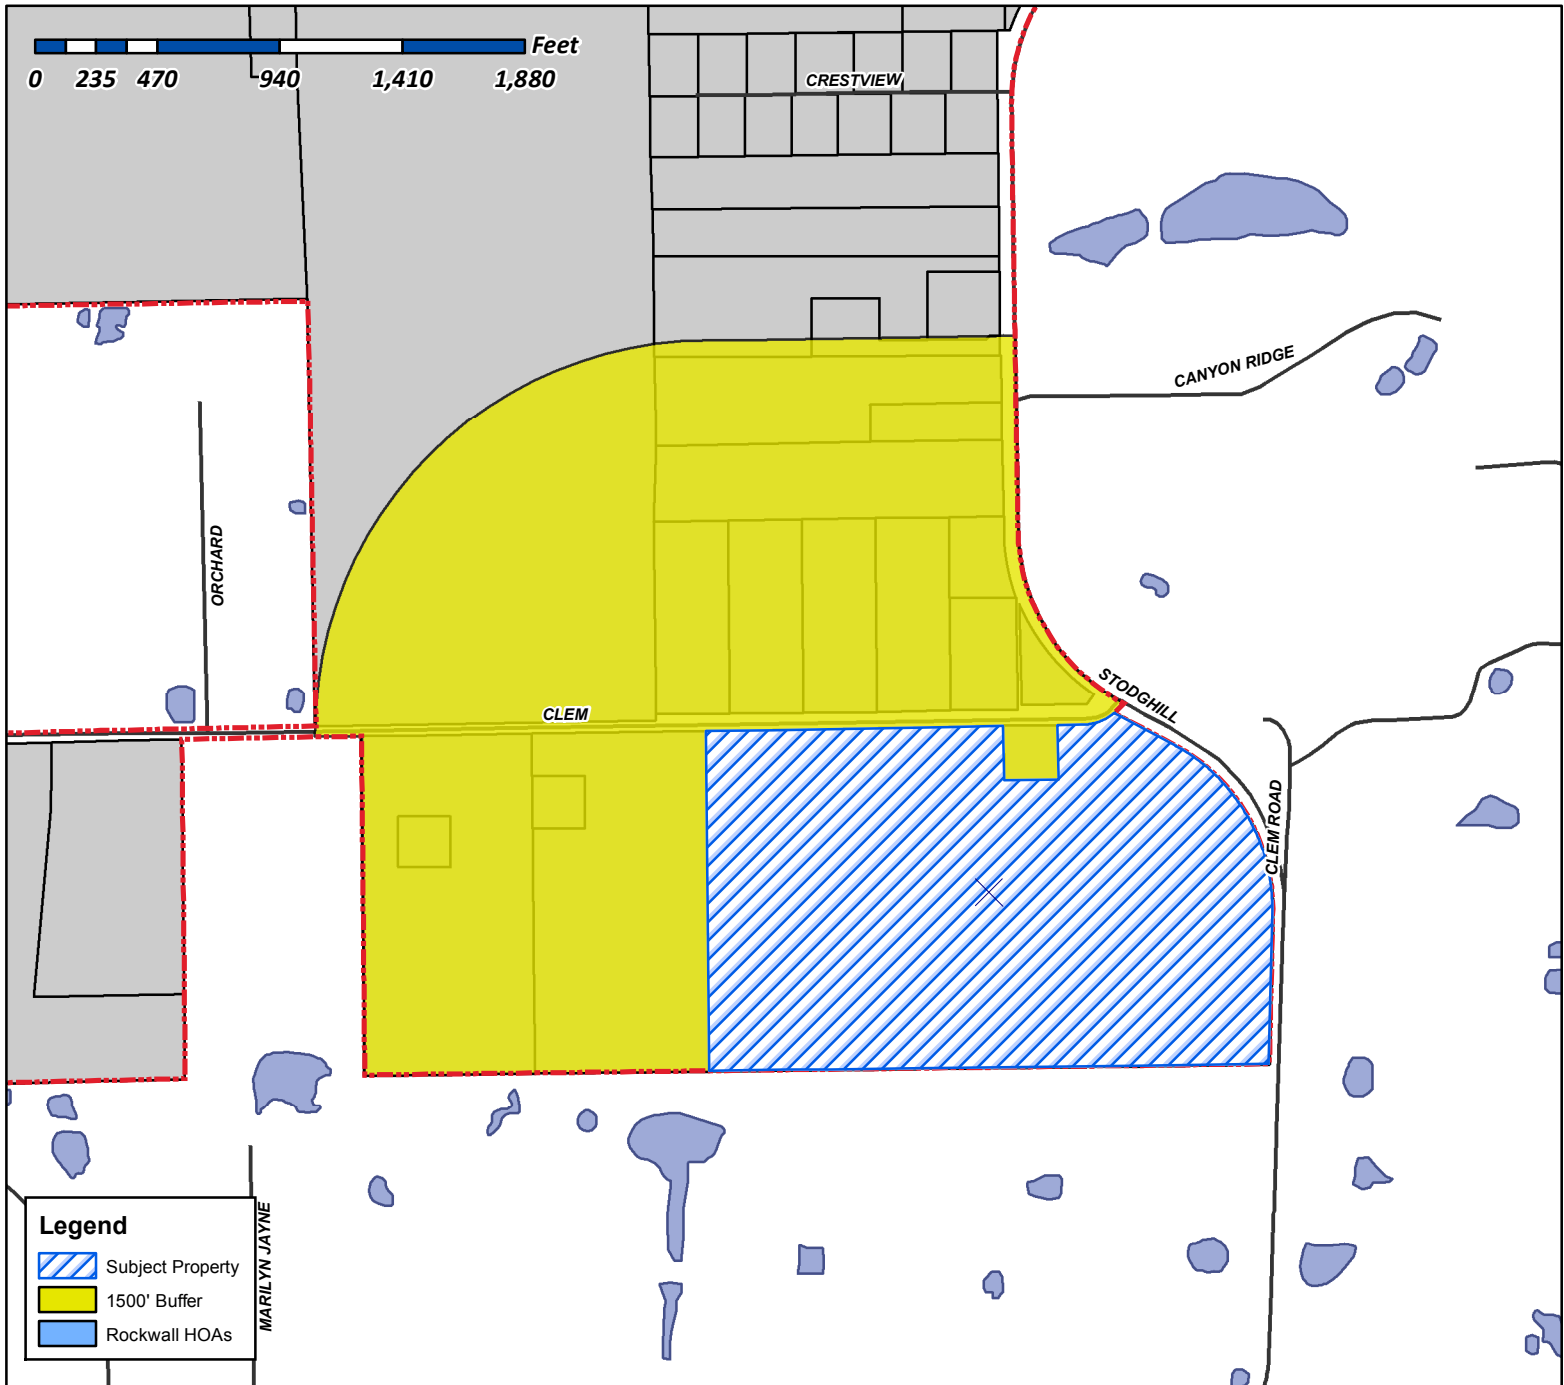 Feet
0 235 470 940 1,410 1,880
CRESTVIEW
CANYON RIDGE
ORCHARD
STODGHILL
CLEM
CLEM ROAD
MARILYN JAYNE
Legend
Subject Property
1500' Buffer
Rockwall HOAs